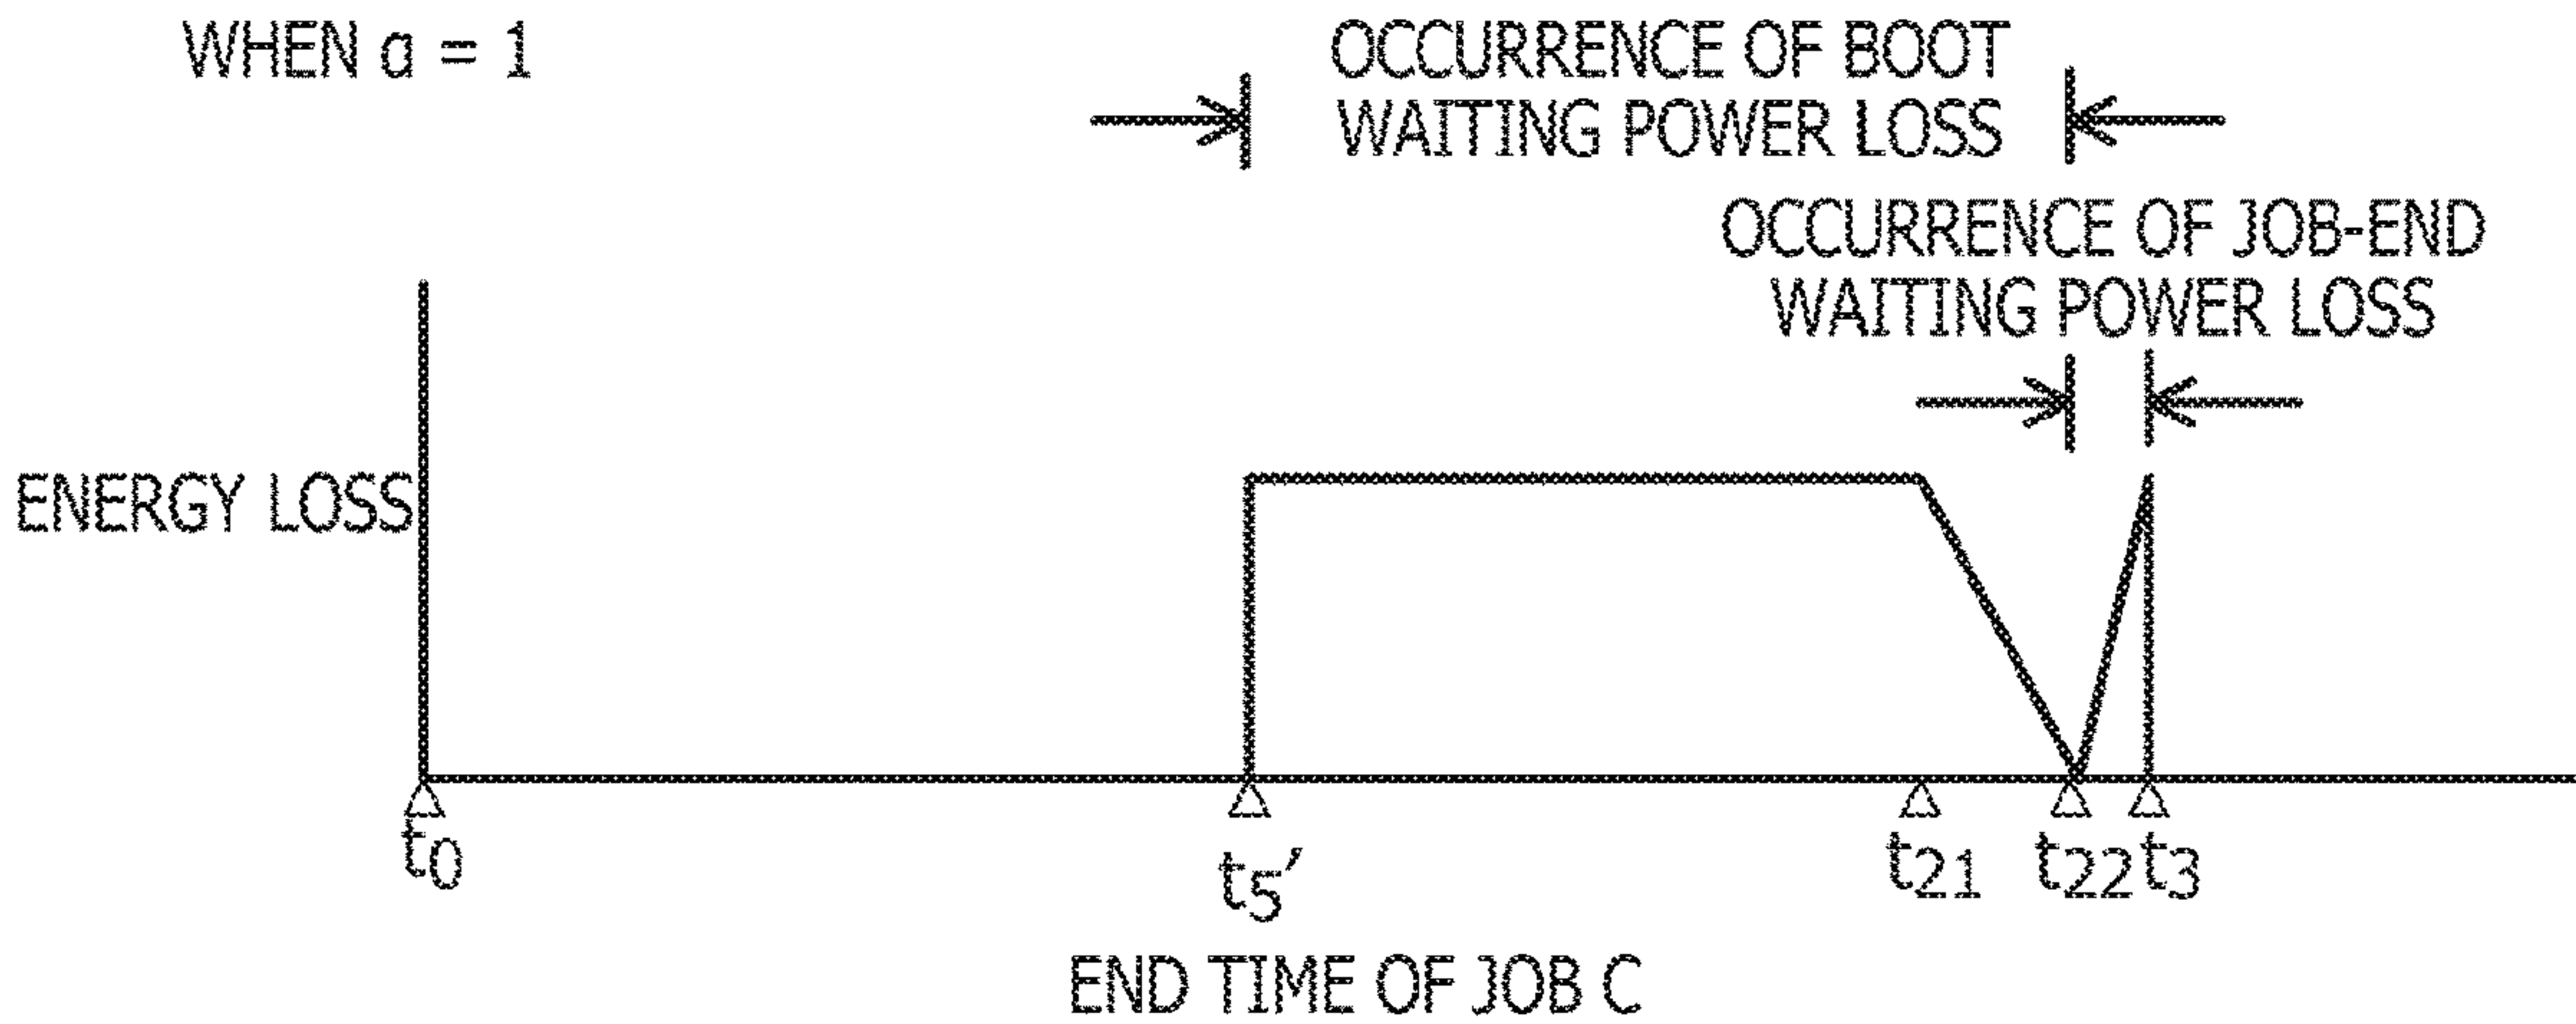 WHEN a = 1
OCCURRENCE OF BOOT
WAITING POWER LOSS
OCCURRENCE OF JOB-END
WAITING POWER LOSS
ENERGY LOSS
t0
t5′
t21
t22
t3
END TIME OF JOB C